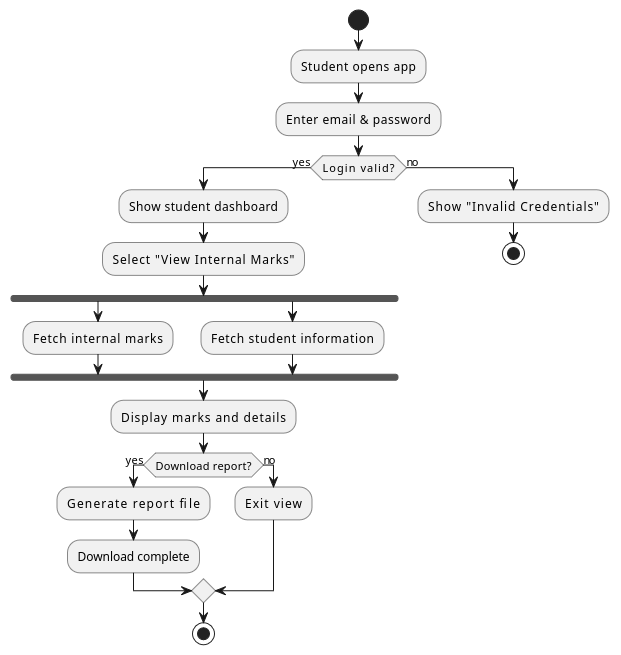 Student opens app
Enter email & password
yes
Login valid?
no
Show student dashboard
Show "Invalid Credentials"
Select "View Internal Marks"
Fetch internal marks
Fetch student information
Display marks and details
yes
Download report?
no
Generate report file
Exit view
Download complete